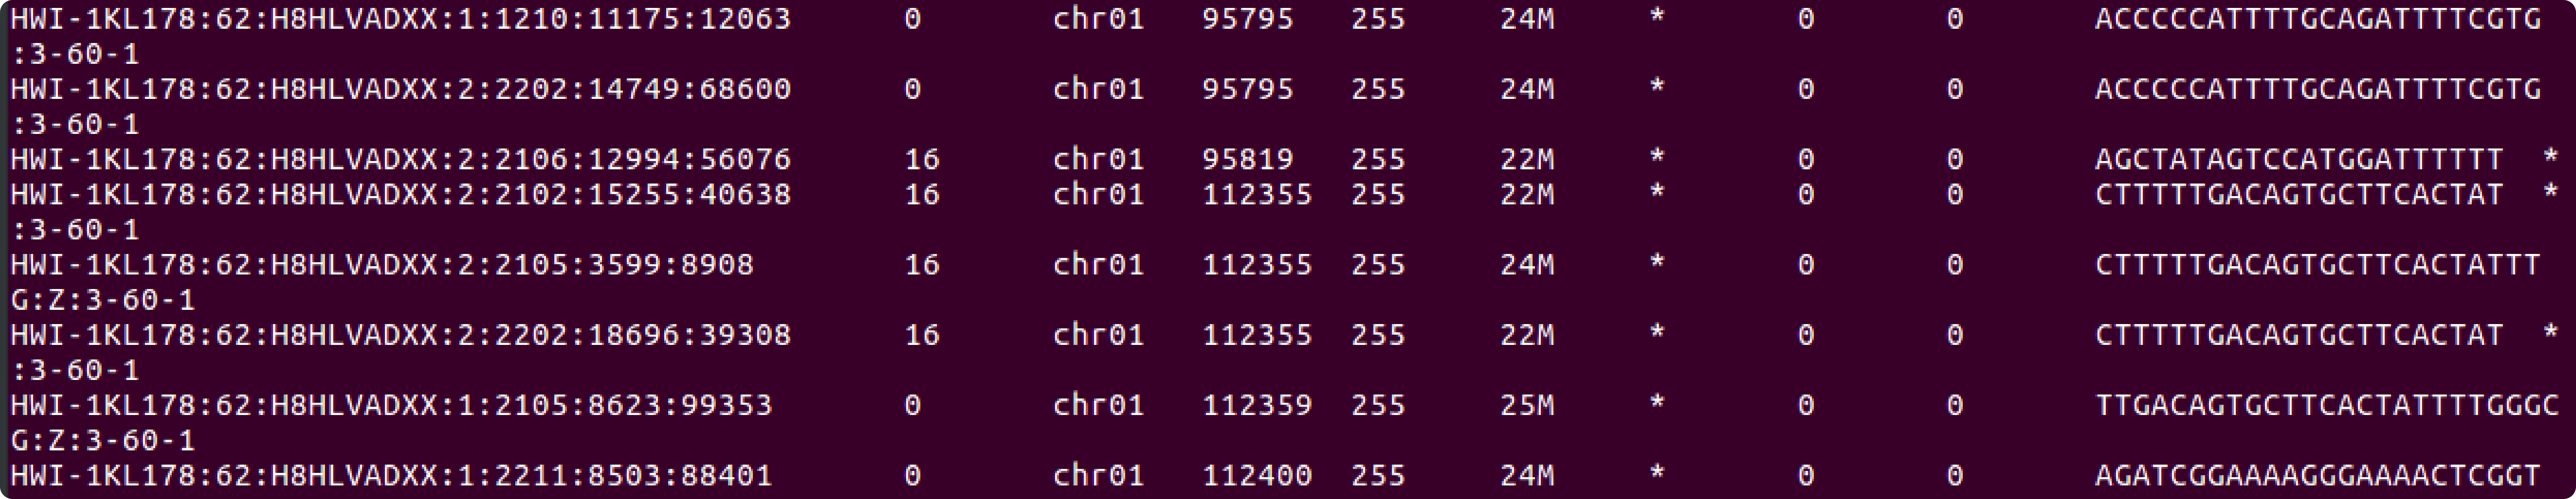 HWI-1KL178:62:H8HLVADXX:1:1210:11175:12063 0 chr01 95795 255 24M * 0 0 ACCCCCATTTTGCAGATTTTCGTG
:3-60-1
HWI-1KL178:62:H8HLVADXX:2:2202:14749:68600 0 chr01 95795 255 24M * 0 0 ACCCCCATTTTGCAGATTTTCGTG
:3-60-1
HWI-1KL178:62:H8HLVADXX:2:2106:12994:56076 16 chr01 95819 255 22M * 0 0 AGCTATAGTCCATGGATTTTTT *
HWI-1KL178:62:H8HLVADXX:2:2102:15255:40638 16 chr01 112355 255 22M * 0 0 CTTTTTGACAGTGCTTCACTAT *
:3-60-1
HWI-1KL178:62:H8HLVADXX:2:2105:3599:8908 16 chr01 112355 255 24M * 0 0 CTTTTTGACAGTGCTTCACTATTT
G:Z:3-60-1
HWI-1KL178:62:H8HLVADXX:2:2202:18696:39308 16 chr01 112355 255 22M * 0 0 CTTTTTGACAGTGCTTCACTAT *
:3-60-1
HWI-1KL178:62:H8HLVADXX:1:2105:8623:99353 0 chr01 112359 255 25M * 0 0 TTGACAGTGCTTCACTATTTTGGGC
G:Z:3-60-1
HWI-1KL178:62:H8HLVADXX:1:2211:8503:88401 0 chr01 112400 255 24M * 0 0 AGATCGGAAAAGGGAAAACTCGGT